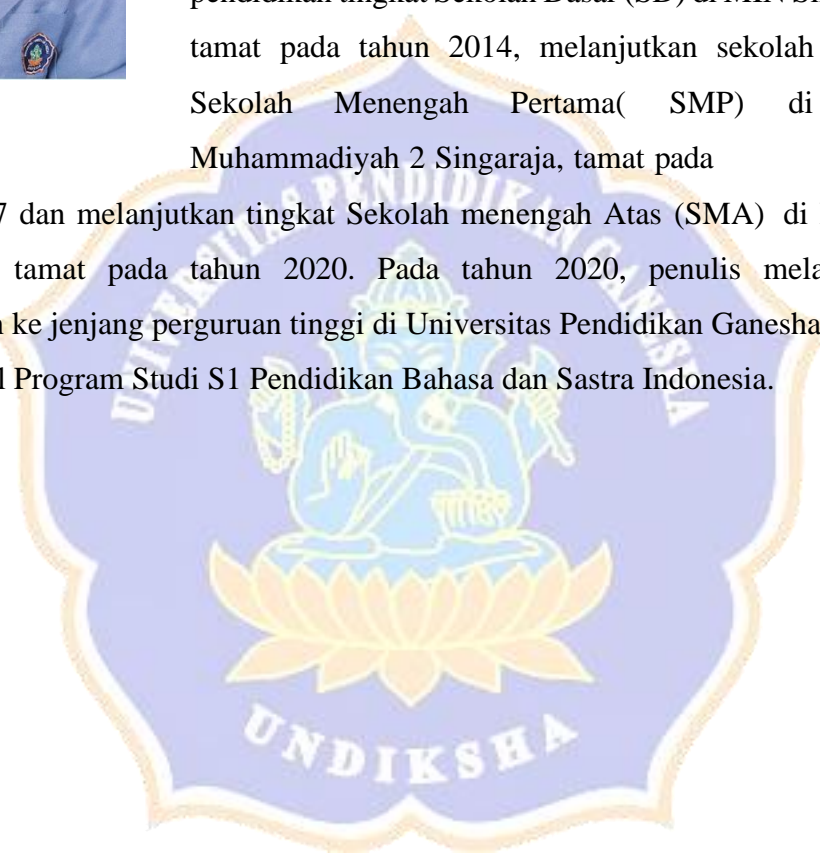 pendidikan tingkat Sekolah Dasar (SD) di MIN
tamat pada tahun 2014, melanjutkan sekolah
Sekolah Menengah Pertama( SMP) di
Muhammadiyah 2 Singaraja, tamat pada
7 dan melanjutkan tingkat Sekolah menengah Atas (SMA) di
tamat pada tahun 2020. Pada tahun 2020, penulis
ke jenjang perguruan tinggi di Universitas Pendidikan Ganesha
Program Studi S1 Pendidikan Bahasa dan Sastra Indonesia.
UNIVERSITAS PENDIDIKAN GANESHA
UNDIKSHA